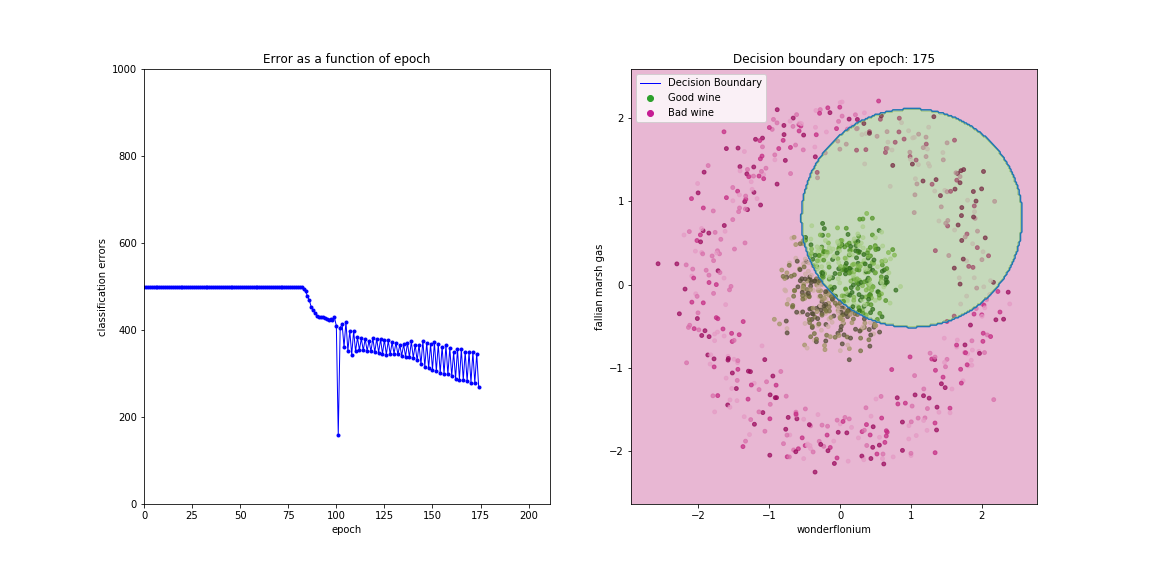 Error as a function of epoch
1000
800
600
400
200
0
classification errors
0 25 50 75 100 125 150 175 200
epoch
Decision boundary on epoch: 175
Decision Boundary
Good wine
Bad wine
2
1
0
−1
−2
fallian marsh gas
−2 −1 0 1 2
wonderflonium